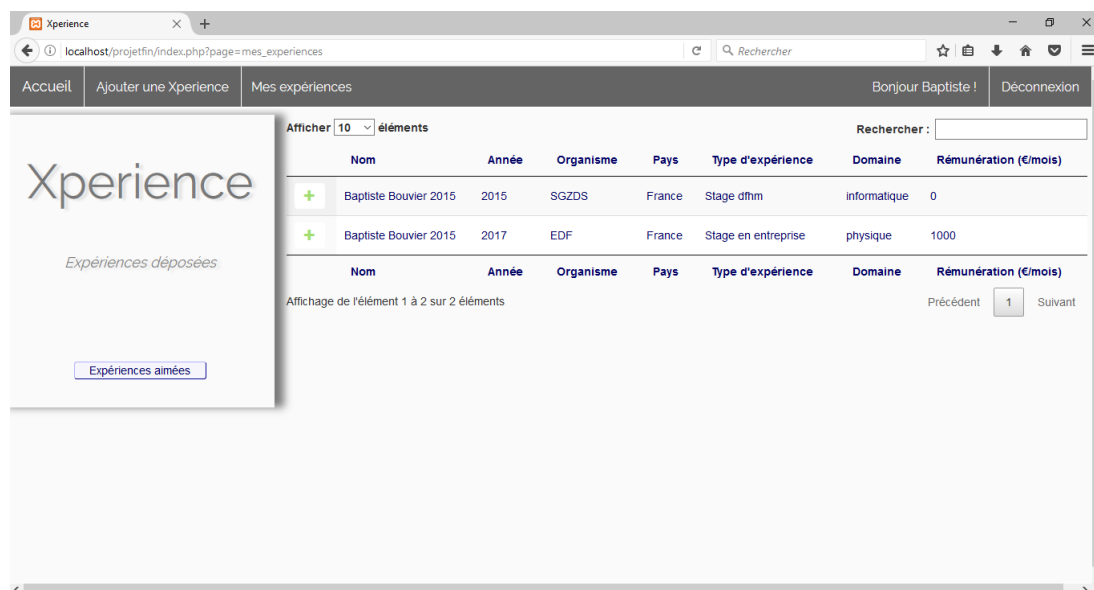 Xperience
localhost/projetfin/index.php?page=mes_experiences
Rechercher
Accueil Ajouter une Xperience Mes expériences Bonjour Baptiste ! Déconnexion
Xperience
Expériences déposées
Expériences aimées
Afficher 10 éléments Rechercher :
Nom Année Organisme Pays Type d'expérience Domaine Rémunération (€/mois)
Baptiste Bouvier 2015 2015 SGZDS France Stage dfhm informatique 0
Baptiste Bouvier 2015 2017 EDF France Stage en entreprise physique 1000
Nom Année Organisme Pays Type d'expérience Domaine Rémunération (€/mois)
Affichage de l'élément 1 à 2 sur 2 éléments Précédent 1 Suivant